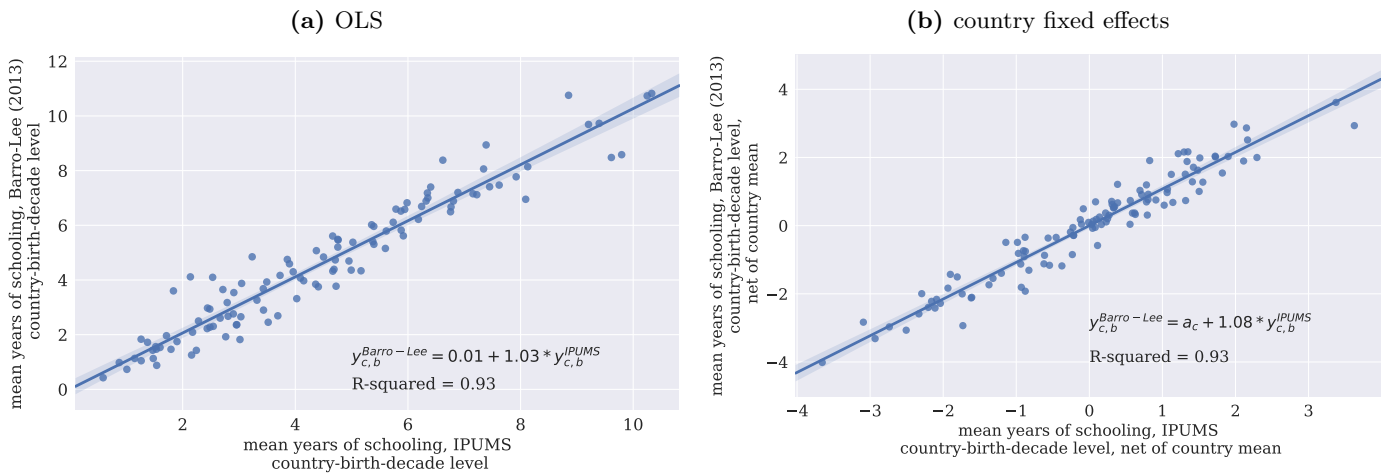 (a) OLS
12
10
8
6
4
2
0
2
4
6
8
10
mean years of schooling, Barro-Lee (2013)
country-birth-decade level
y_{c,b}^{Barro−Lee} = 0.01 + 1.03 * y_{c,b}^{IPUMS}
R-squared = 0.93
mean years of schooling, IPUMS
country-birth-decade level
(b) country fixed effects
4
2
0
−2
−4
−4
−3
−2
−1
0
1
2
3
mean years of schooling, Barro-Lee (2013)
country-birth-decade level,
net of country mean
y_{c,b}^{Barro−Lee} = a_c + 1.08 * y_{c,b}^{IPUMS}
R-squared = 0.93
mean years of schooling, IPUMS
country-birth-decade level, net of country mean